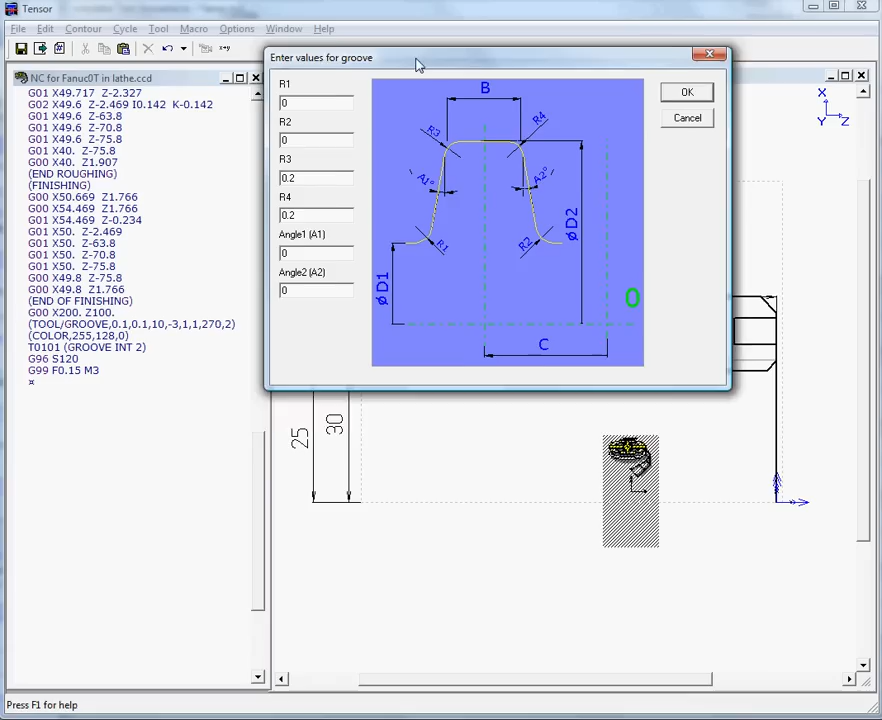 Tensor
File Edit Contour Cycle Tool Macro Options Window Help
NC for Fanuc0T in lathe.ccd
G01 X49.717 Z-2.327
G02 X49.6 Z-2.469 I0.142 K-0.142
G01 X49.6 Z-63.8
G01 X49.6 Z-70.8
G01 X49.6 Z-75.8
G01 X40. Z-75.8
G00 X40. Z1.907
(END ROUGHING)
(FINISHING)
G00 X50.669 Z1.766
G00 X54.469 Z1.766
G01 X54.469 Z-0.234
G01 X50. Z-2.469
G01 X50. Z-63.8
G01 X50. Z-70.8
G01 X50. Z-75.8
G00 X49.8 Z-75.8
G00 X49.8 Z1.766
(END OF FINISHING)
G00 X200. Z100.
(TOOL/GROOVE,0.1,0.1,10,-3,1,1,270,2)
(COLOR,255,128,0)
T0101 (GROOVE INT 2)
G96 S120
G99 F0.15 M3
¤
Enter values for groove
R1
0
R2
0
R3
0.2
R4
0.2
Angle1 (A1)
0
Angle2 (A2)
0
B
R3
R4
A1°
A2°
R1
R2
ϕD1
ϕD2
0
C
OK
Cancel
X
Y Z
25
30
Press F1 for help